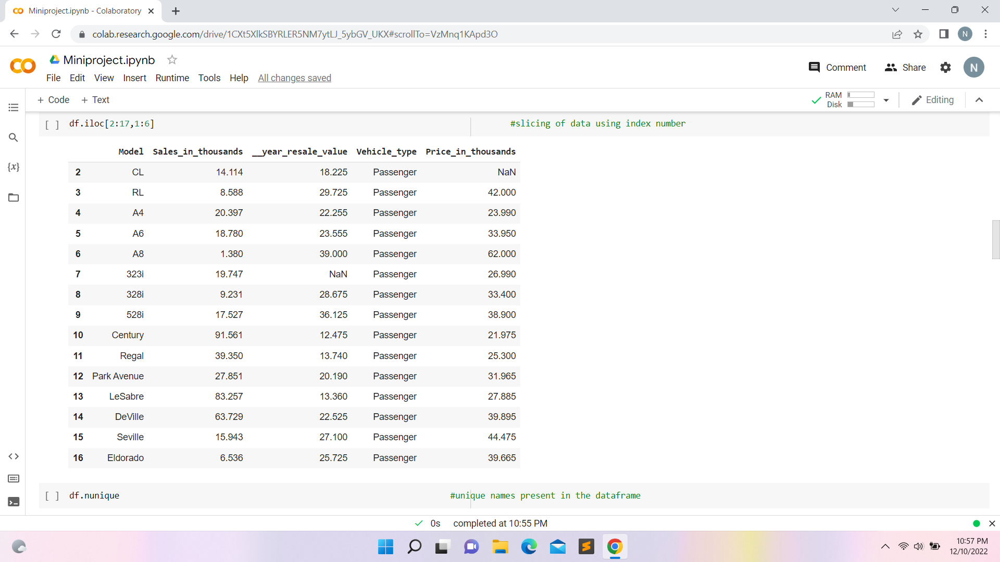 Miniproject.ipynb - Colaboratory
colab.research.google.com/drive/1CXt5XlkSBYRLER5NM7ytLJ_5ybGV_UKX#scrollTo=VzMnq1KApd3O
N
Miniproject.ipynb
Comment Share N
File Edit View Insert Runtime Tools Help All changes saved
+ Code + Text RAM Disk Editing
[ ] df.iloc[2:17,1:6] #slicing of data using index number
{x}
Model Sales_in_thousands __year_resale_value Vehicle_type Price_in_thousands
2 CL 14.114 18.225 Passenger NaN
3 RL 8.588 29.725 Passenger 42.000
4 A4 20.397 22.255 Passenger 23.990
5 A6 18.780 23.555 Passenger 33.950
6 A8 1.380 39.000 Passenger 62.000
7 323i 19.747 NaN Passenger 26.990
8 328i 9.231 28.675 Passenger 33.400
9 528i 17.527 36.125 Passenger 38.900
10 Century 91.561 12.475 Passenger 21.975
11 Regal 39.350 13.740 Passenger 25.300
12 Park Avenue 27.851 20.190 Passenger 31.965
13 LeSabre 83.257 13.360 Passenger 27.885
14 DeVille 63.729 22.525 Passenger 39.895
15 Seville 15.943 27.100 Passenger 44.475
16 Eldorado 6.536 25.725 Passenger 39.665
[ ] df.nunique #unique names present in the dataframe
0s completed at 10:55 PM
10:57 PM
12/10/2022